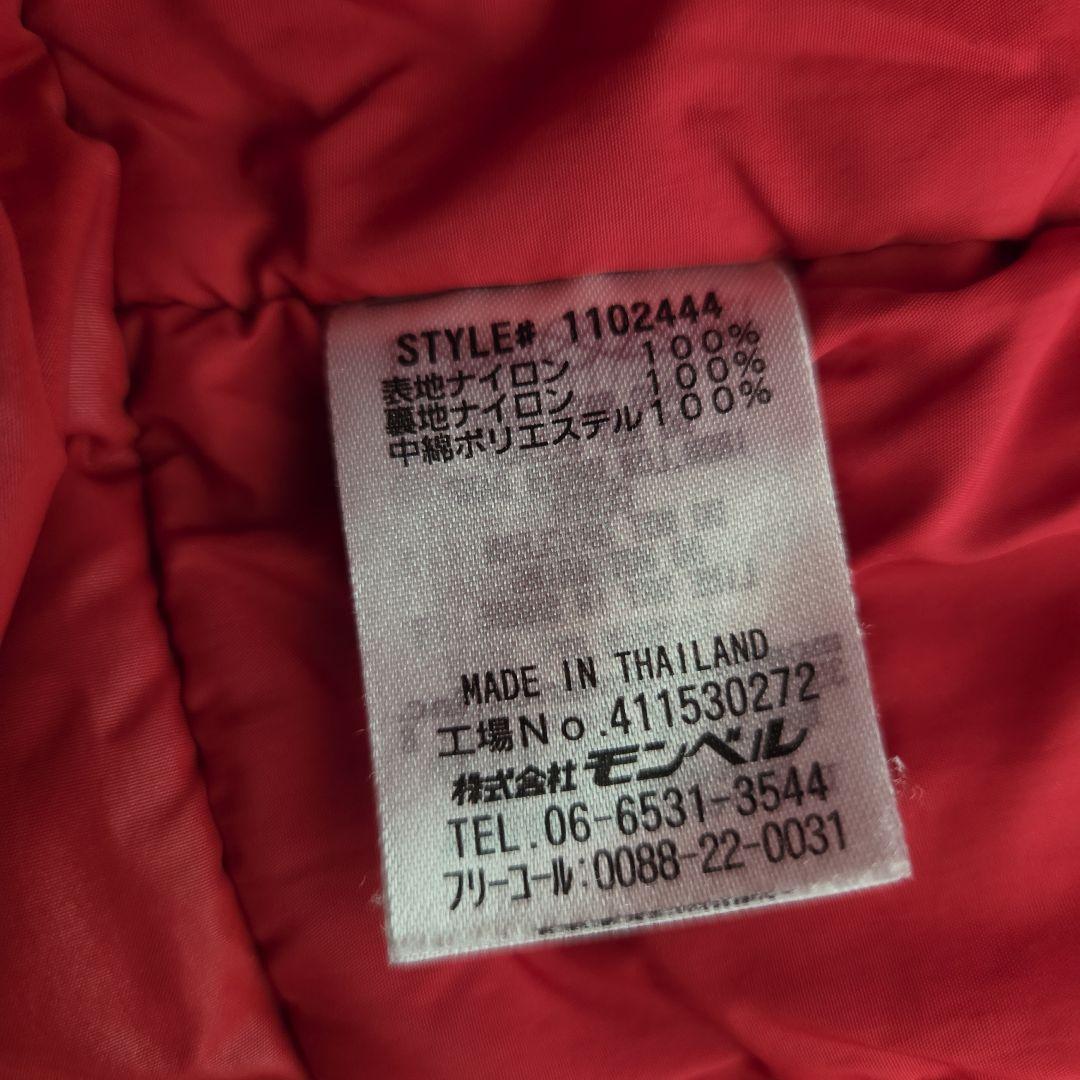 STYLE# 1102444
表地ナイロン 100%
裏地ナイロン 100%
中綿ポリエステル100%
MADE IN THAILAND
工場No.411530272
株式会社モンベル
TEL.06-6531-3544
フリーコール:0088-22-0031